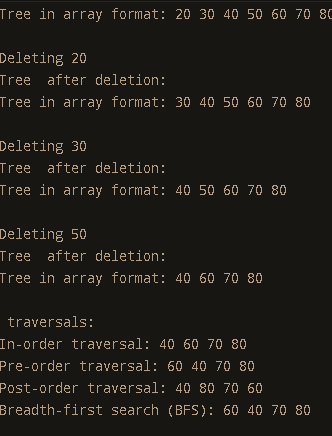 Tree in array format: 20 30 40 50 60 70 80
Deleting 20
Tree  after deletion:
Tree in array format: 30 40 50 60 70 80
Deleting 30
Tree  after deletion:
Tree in array format: 40 50 60 70 80
Deleting 50
Tree  after deletion:
Tree in array format: 40 60 70 80
traversals:
In-order traversal: 40 60 70 80
Pre-order traversal: 60 40 70 80
Post-order traversal: 40 80 70 60
Breadth-first search (BFS): 60 40 70 80